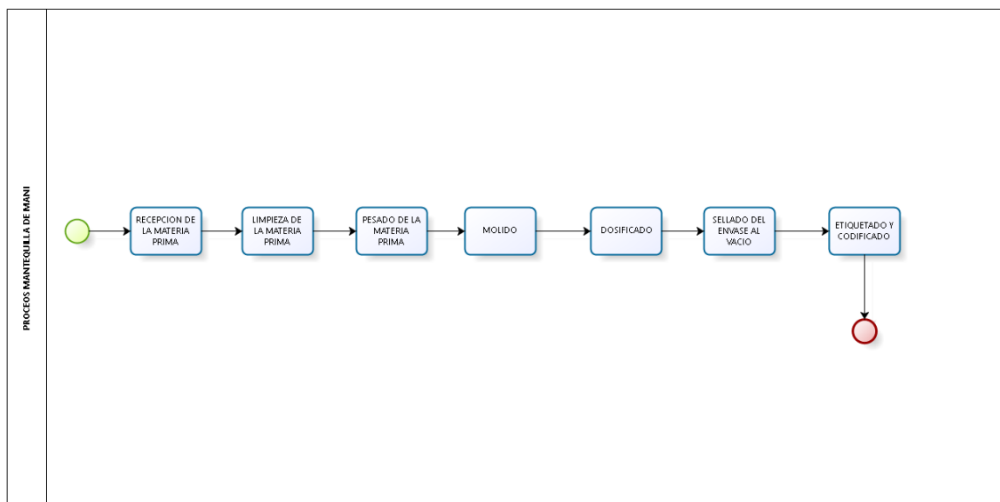 PROCEOS MANTEQUILLA DE MANI
RECEPCION DE
LA MATERIA
PRIMA
LIMPIEZA DE
LA MATERIA
PRIMA
PESADO DE LA
MATERIA
PRIMA
MOLIDO
DOSIFICADO
SELLADO DEL
ENVASE AL
VACIO
ETIQUETADO Y
CODIFICADO